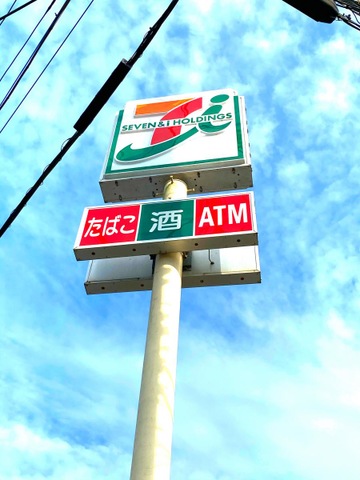 SEVEN & I HOLDINGS
たばこ 酒 ATM